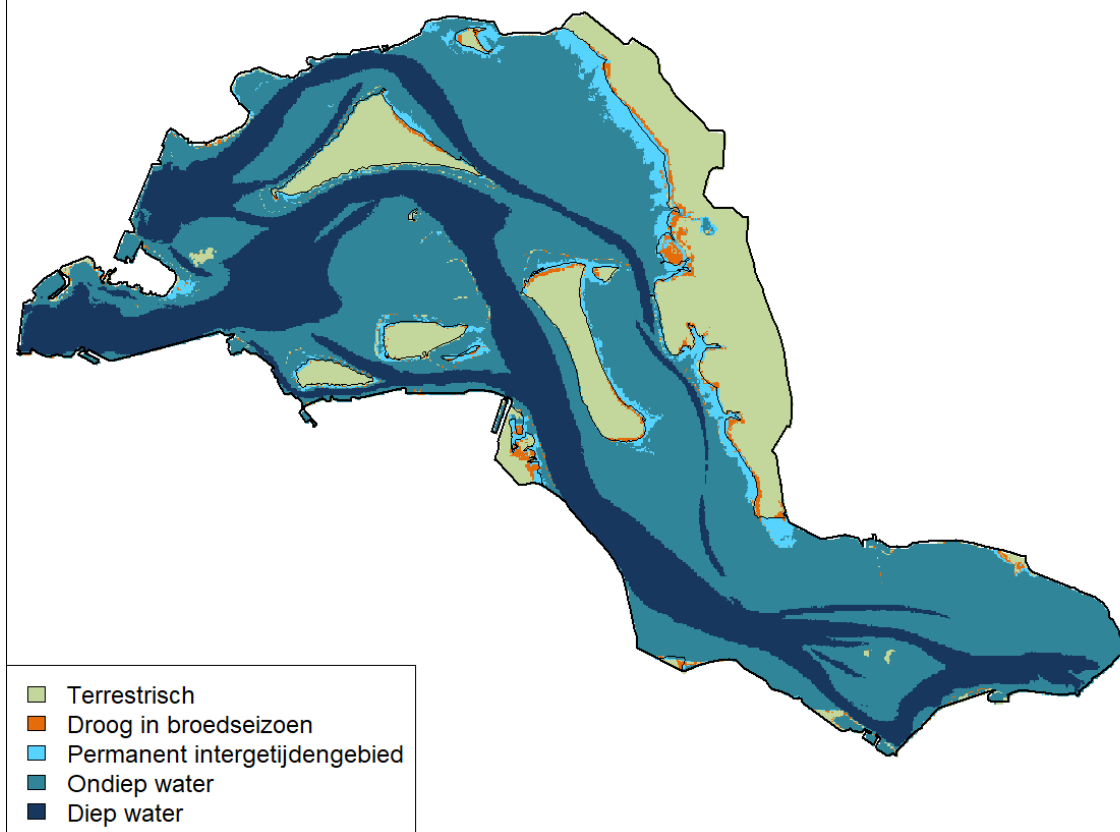 Terrestrisch
Droog in broedseizoen
Permanent intergetijdengebied
Ondiep water
Diep water